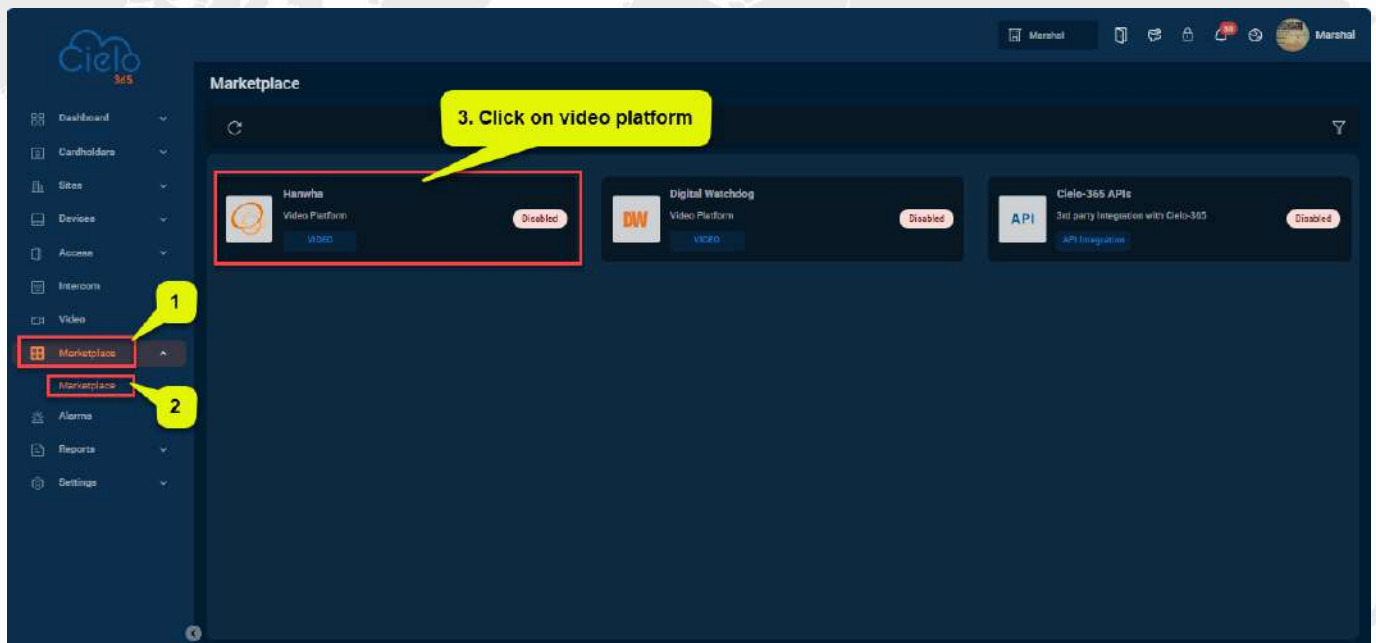 Cielo
365
Marshal
38
Marshal
Marketplace
3. Click on video platform
Dashboard
Cardholders
Sites
Devices
Access
Intercom
Video
Marketplace
Marketplace
Alarms
Reports
Settings
1
2
Hanwha
Video Platform
VIDEO
Disabled
DW
Digital Watchdog
Video Platform
VIDEO
Disabled
API
Cielo-365 APIs
3rd party Integration with Cielo-365
API Integration
Disabled